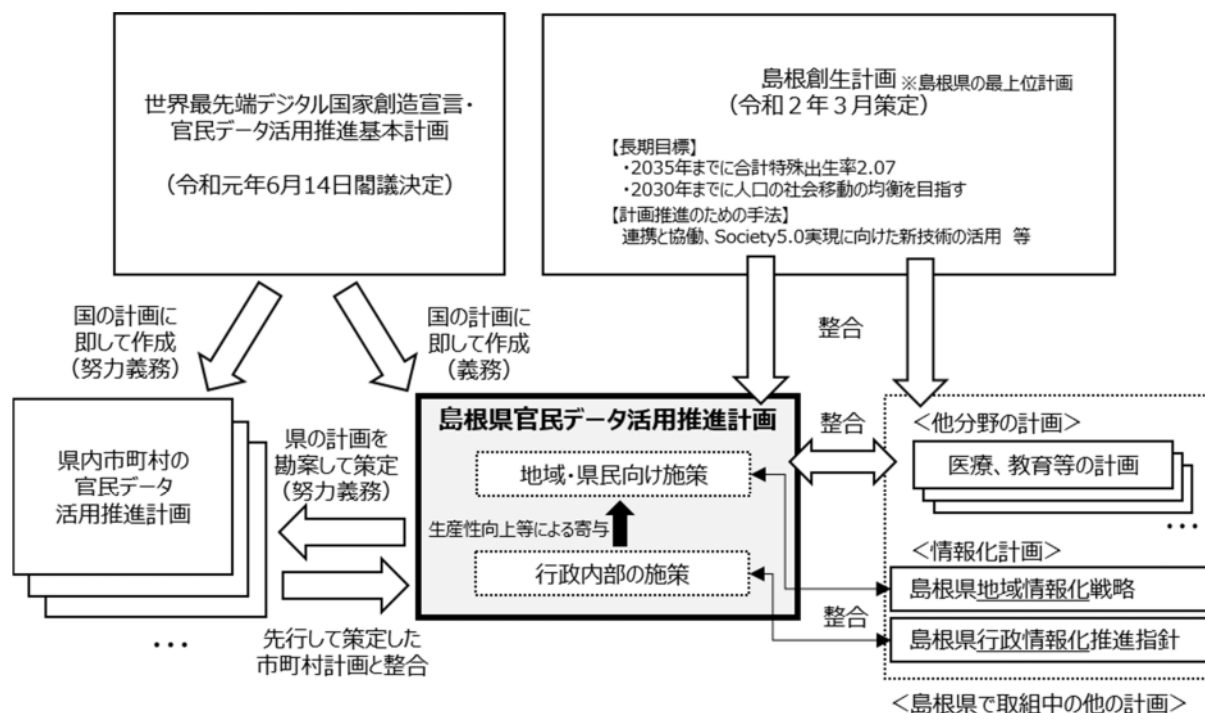 世界最先端デジタル国家創造宣言・
官民データ活用推進基本計画
（令和元年6月14日閣議決定）
島根創生計画 ※島根県の最上位計画
（令和２年３月策定）
【長期目標】
・2035年までに合計特殊出生率2.07
・2030年までに人口の社会移動の均衡を目指す
【計画推進のための手法】
連携と協働、Society5.0実現に向けた新技術の活用　等
国の計画に
即して作成
（努力義務）
国の計画に
即して作成
（義務）
整合
県内市町村の
官民データ
活用推進計画
…
県の計画を
勘案して策定
（努力義務）
先行して策定した
市町村計画と整合
島根県官民データ活用推進計画
地域・県民向け施策
生産性向上等による寄与
行政内部の施策
整合
整合
＜他分野の計画＞
医療、教育等の計画
…
＜情報化計画＞
島根県地域情報化戦略
島根県行政情報化推進指針
＜島根県で取組中の他の計画＞